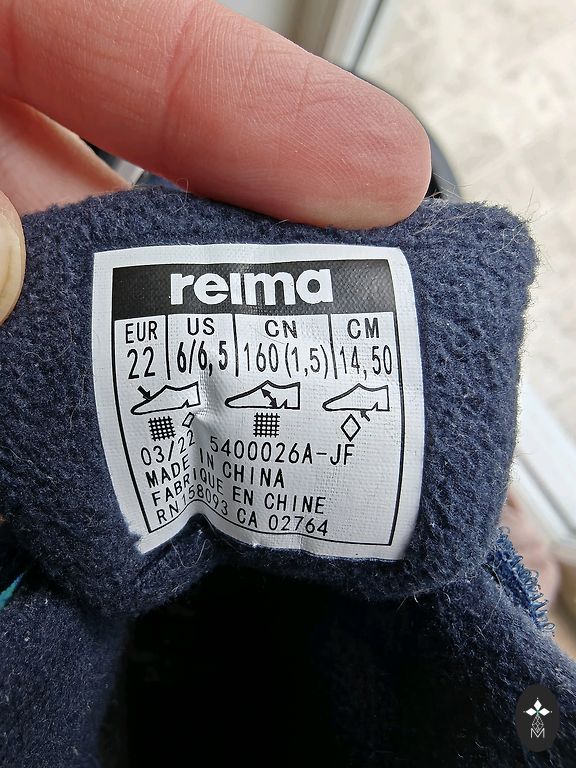 reima
EUR US CN CM
22 6/6,5 160(1,5) 14,50
03/22 5400026A-JF
MADE IN CHINA
FABRIQUE EN CHINE
RN158093 CA 02764
M